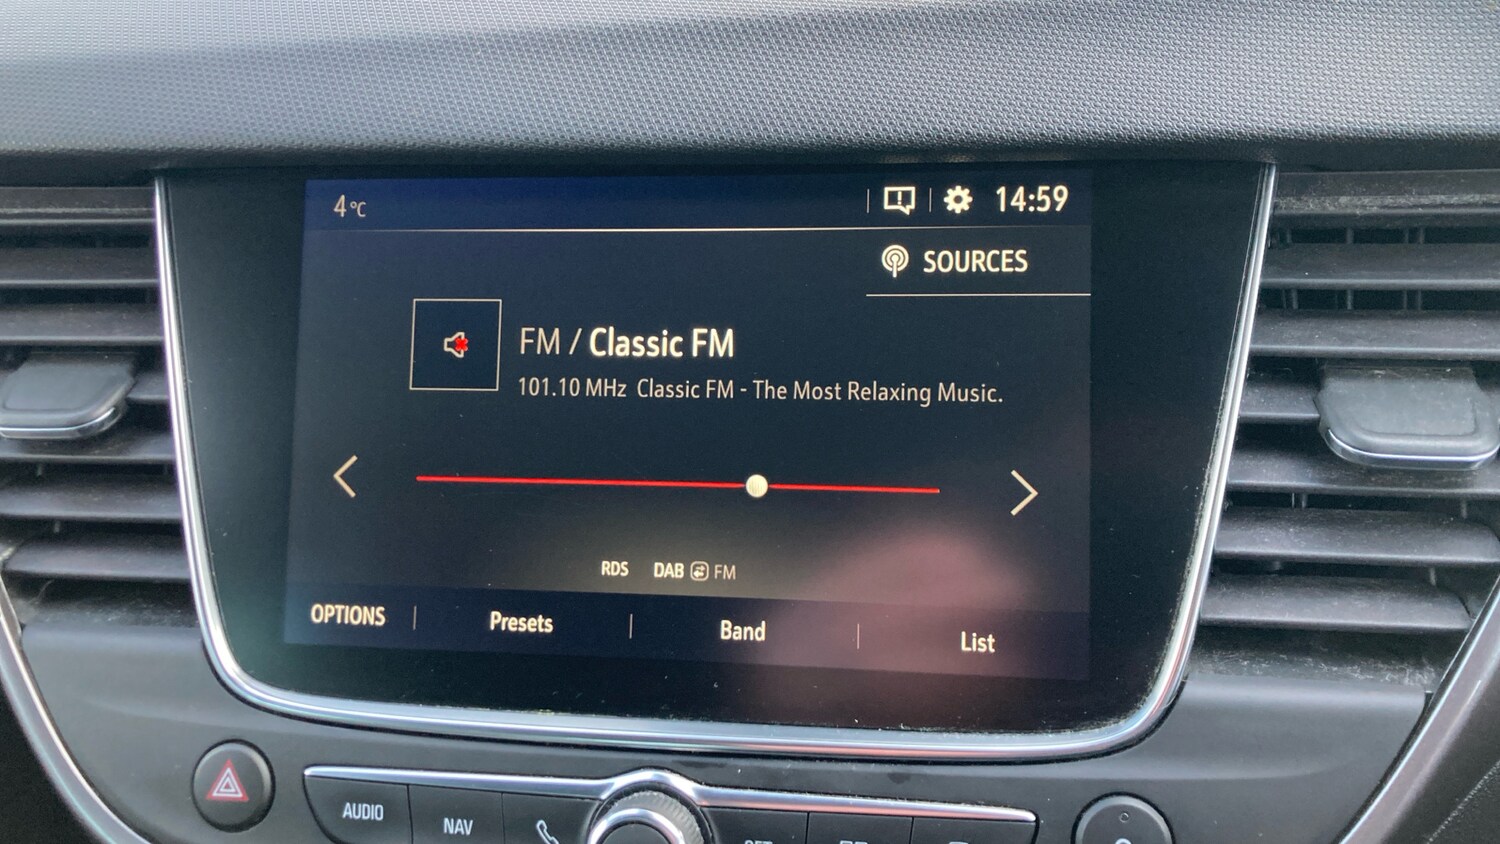 4°C
14:59
SOURCES
FM / Classic FM
101.10 MHz Classic FM - The Most Relaxing Music.
RDS DAB FM
OPTIONS Presets Band List
AUDIO NAV